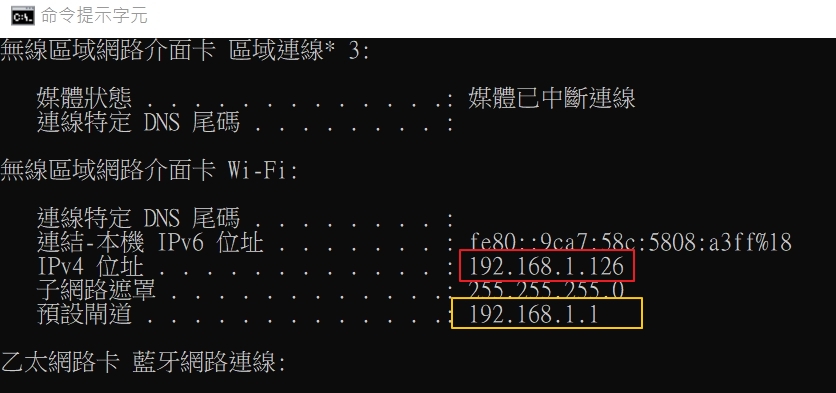 命令提示字元
無線區域網路介面卡 區域連線* 3:
媒體狀態 . . . . . . . . . . . . .: 媒體已中斷連線
連線特定 DNS 尾碼 . . . . . . . . :
無線區域網路介面卡 Wi-Fi:
連線特定 DNS 尾碼 . . . . . . . . :
連結-本機 IPv6 位址 . . . . . . . : fe80::9ca7:58c:5808:a3ff%18
IPv4 位址 . . . . . . . . . . . . : 192.168.1.126
子網路遮罩 . . . . . . . . . . . .: 255.255.255.0
預設閘道 . . . . . . . . . . . . .: 192.168.1.1
乙太網路卡 藍牙網路連線: